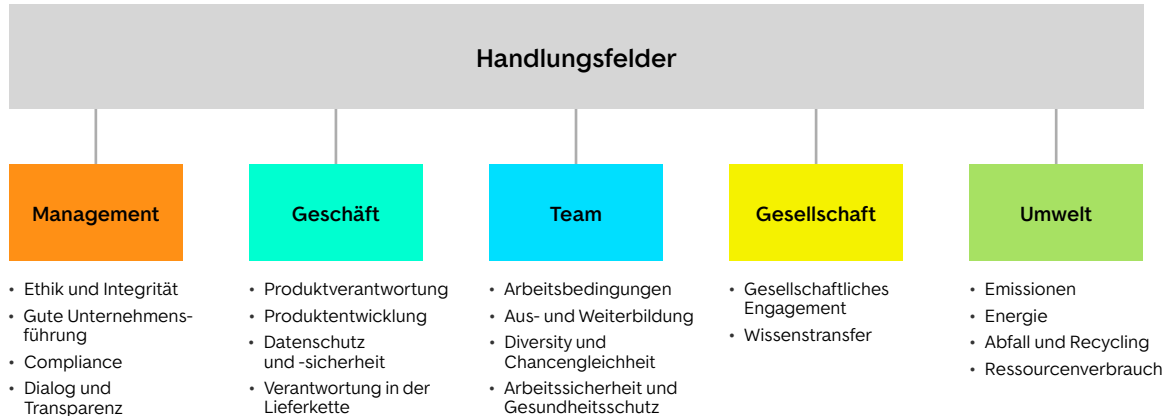 Handlungsfelder
Management
• Ethik und Integrität
• Gute Unternehmens-
führung
• Compliance
• Dialog und
Transparenz
Geschäft
• Produktverantwortung
• Produktentwicklung
• Datenschutz
und -sicherheit
• Verantwortung in der
Lieferkette
Team
• Arbeitsbedingungen
• Aus- und Weiterbildung
• Diversity und
Chancengleichheit
• Arbeitssicherheit und
Gesundheitsschutz
Gesellschaft
• Gesellschaftliches
Engagement
• Wissenstransfer
Umwelt
• Emissionen
• Energie
• Abfall und Recycling
• Ressourcenverbrauch